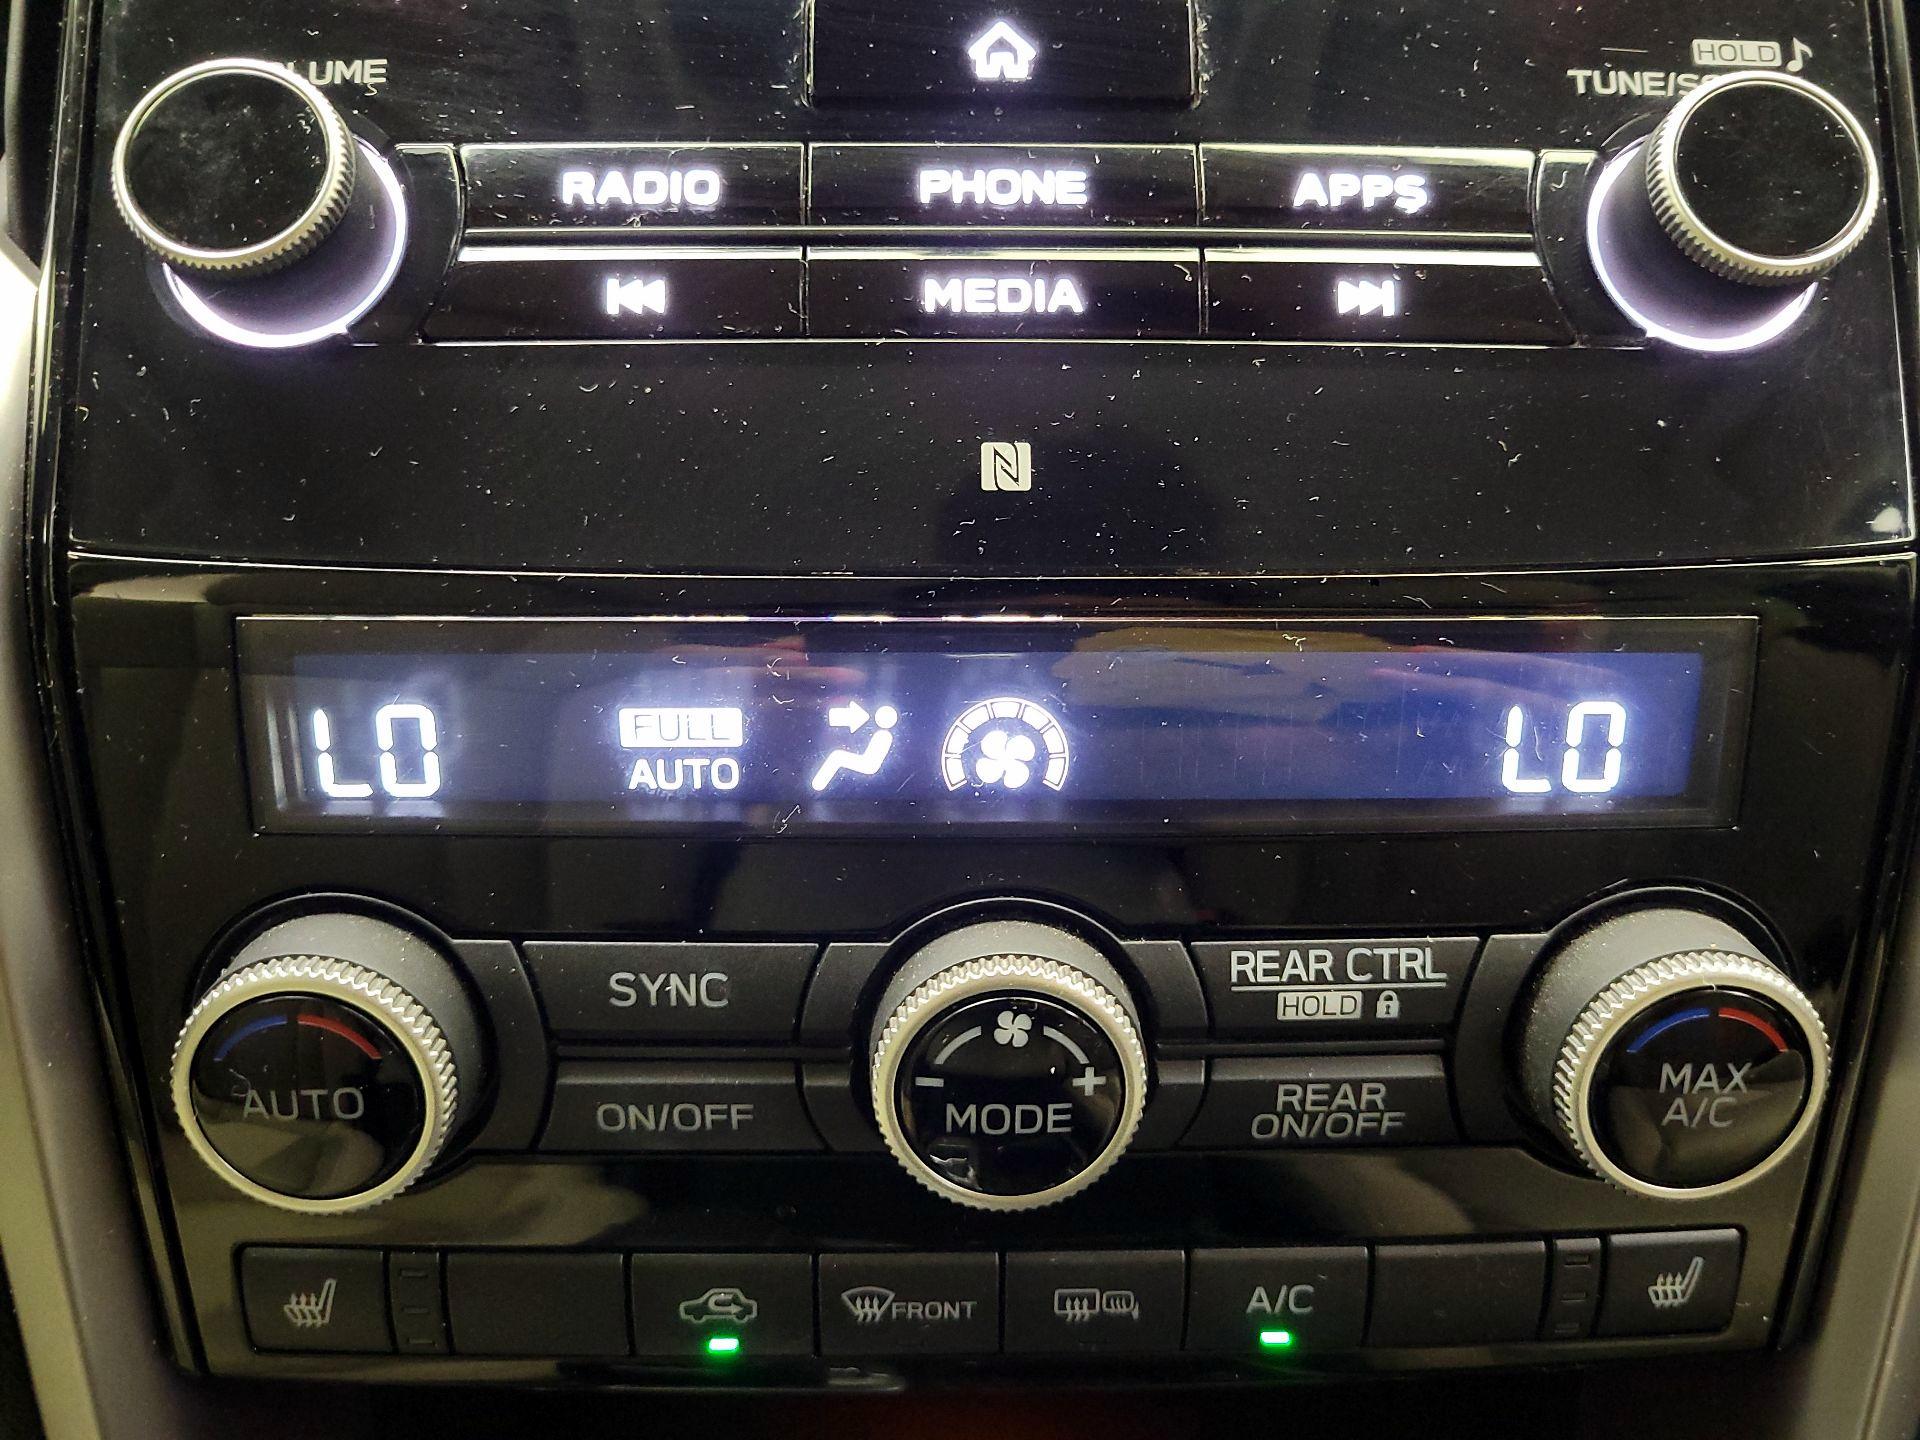 HOLD
RADIO
PHONE
APPS
MEDIA
LO
FULL
AUTO
LO
SYNC
REAR CTRL
HOLD
AUTO
MODE
ON/OFF
REAR
ON/OFF
MAX
A/C
FRONT
A/C